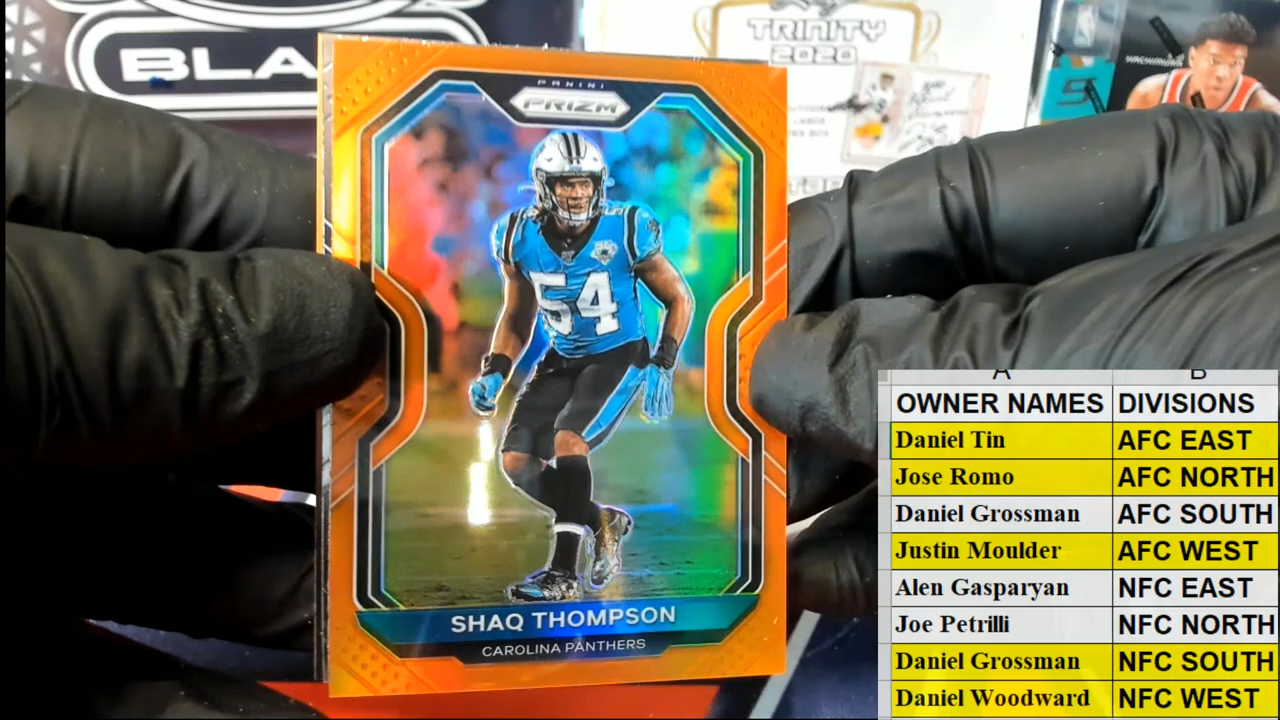 BLA
TRINITY
2020
HACHIMURA
PANINI
PRIZM
54
54
SHAQ THOMPSON
CAROLINA PANTHERS
A B
OWNER NAMES DIVISIONS
Daniel Tin AFC EAST
Jose Romo AFC NORTH
Daniel Grossman AFC SOUTH
Justin Moulder AFC WEST
Alen Gasparyan NFC EAST
Joe Petrilli NFC NORTH
Daniel Grossman NFC SOUTH
Daniel Woodward NFC WEST